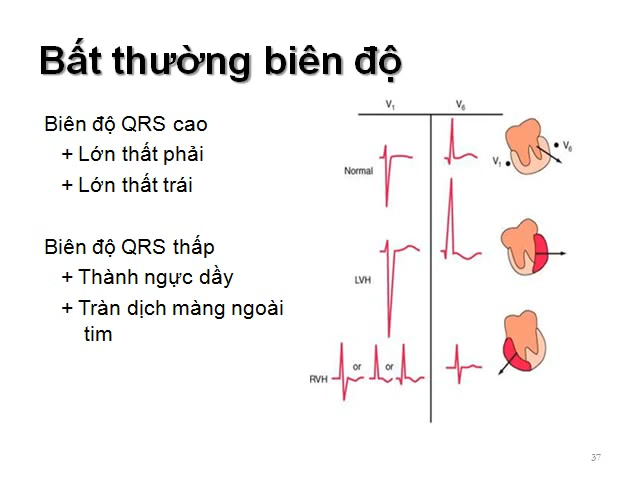 Bất thường biên độ
Biên độ QRS cao
+ Lớn thất phải
+ Lớn thất trái
Biên độ QRS thấp
+ Thành ngực dầy
+ Tràn dịch màng ngoài
tim
V1
V6
Normal
V1
V6
LVH
RVH
or
or
37